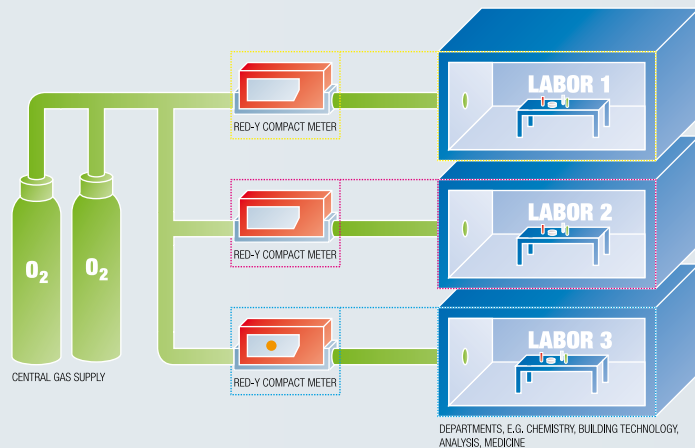 LABOR 1
RED-Y COMPACT METER
LABOR 2
RED-Y COMPACT METER
O₂
O₂
LABOR 3
RED-Y COMPACT METER
CENTRAL GAS SUPPLY
DEPARTMENTS, E.G. CHEMISTRY, BUILDING TECHNOLOGY,
ANALYSIS, MEDICINE